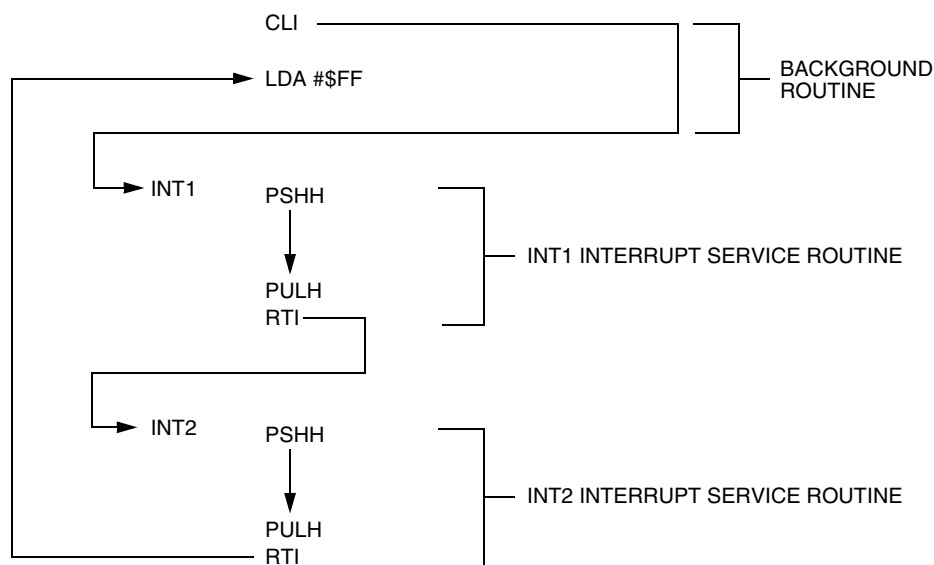 CLI
LDA #$FF
BACKGROUND
ROUTINE
INT1
PSHH
INT1 INTERRUPT SERVICE ROUTINE
PULH
RTI
INT2
PSHH
INT2 INTERRUPT SERVICE ROUTINE
PULH
RTI